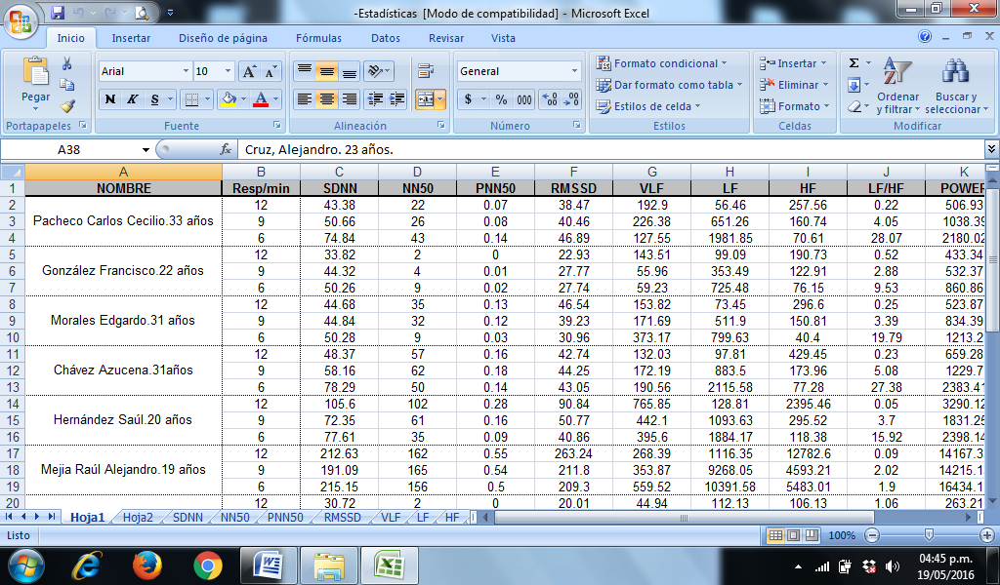 -Estadísticas [Modo de compatibilidad] - Microsoft Excel
Inicio Insertar Diseño de página Fórmulas Datos Revisar Vista
Arial 10 General
Formato condicional Insertar Σ
Pegar
Dar formato como tabla Eliminar
Ordenar y filtrar Buscar y seleccionar
N K S $ % 000
Estilos de celda Formato
Portapapeles Fuente Alineación Número Estilos Celdas Modificar
A38 fx Cruz, Alejandro. 23 años.
A B C D E F G H I J K
1 NOMBRE Resp/min SDNN NN50 PNN50 RMSSD VLF LF HF LF/HF POWER
2 12 43.38 22 0.07 38.47 192.9 56.46 257.56 0.22 506.93
3 Pacheco Carlos Cecilio.33 años 9 50.66 26 0.08 40.46 226.38 651.26 160.74 4.05 1038.39
4 6 74.84 43 0.14 46.89 127.55 1981.85 70.61 28.07 2180.02
5 12 33.82 2 0 22.93 143.51 99.09 190.73 0.52 433.34
6 González Francisco.22 años 9 44.32 4 0.01 27.77 55.96 353.49 122.91 2.88 532.37
7 6 50.26 9 0.02 27.74 59.23 725.48 76.15 9.53 860.86
8 12 44.68 35 0.13 46.54 153.82 73.45 296.6 0.25 523.87
9 Morales Edgardo.31 años 9 44.84 32 0.12 39.23 171.69 511.9 150.81 3.39 834.39
10 6 50.28 9 0.03 30.96 373.17 799.63 40.4 19.79 1213.2
11 12 48.37 57 0.16 42.74 132.03 97.81 429.45 0.23 659.28
12 Chávez Azucena.31años 9 58.16 62 0.18 44.25 172.19 883.5 173.96 5.08 1229.7
13 6 78.29 50 0.14 43.05 190.56 2115.58 77.28 27.38 2383.41
14 12 105.6 102 0.28 90.84 765.85 128.81 2395.46 0.05 3290.12
15 Hernández Saúl.20 años 9 72.35 61 0.16 50.77 442.1 1093.63 295.52 3.7 1831.25
16 6 77.61 35 0.09 40.86 395.6 1884.17 118.38 15.92 2398.14
17 12 212.63 162 0.55 263.24 268.39 1116.35 12782.6 0.09 14167.3
18 Mejia Raúl Alejandro.19 años 9 191.09 165 0.54 211.8 353.87 9268.05 4593.21 2.02 14215.1
19 6 215.15 156 0.5 209.3 559.52 10391.58 5483.01 1.9 16434.1
20 12 30.72 2 0 20.01 44.94 112.13 106.13 1.06 263.21
Hoja1 Hoja2 SDNN NN50 PNN50 RMSSD VLF LF HF
Listo 100%
04:45 p.m.
19/05/2016